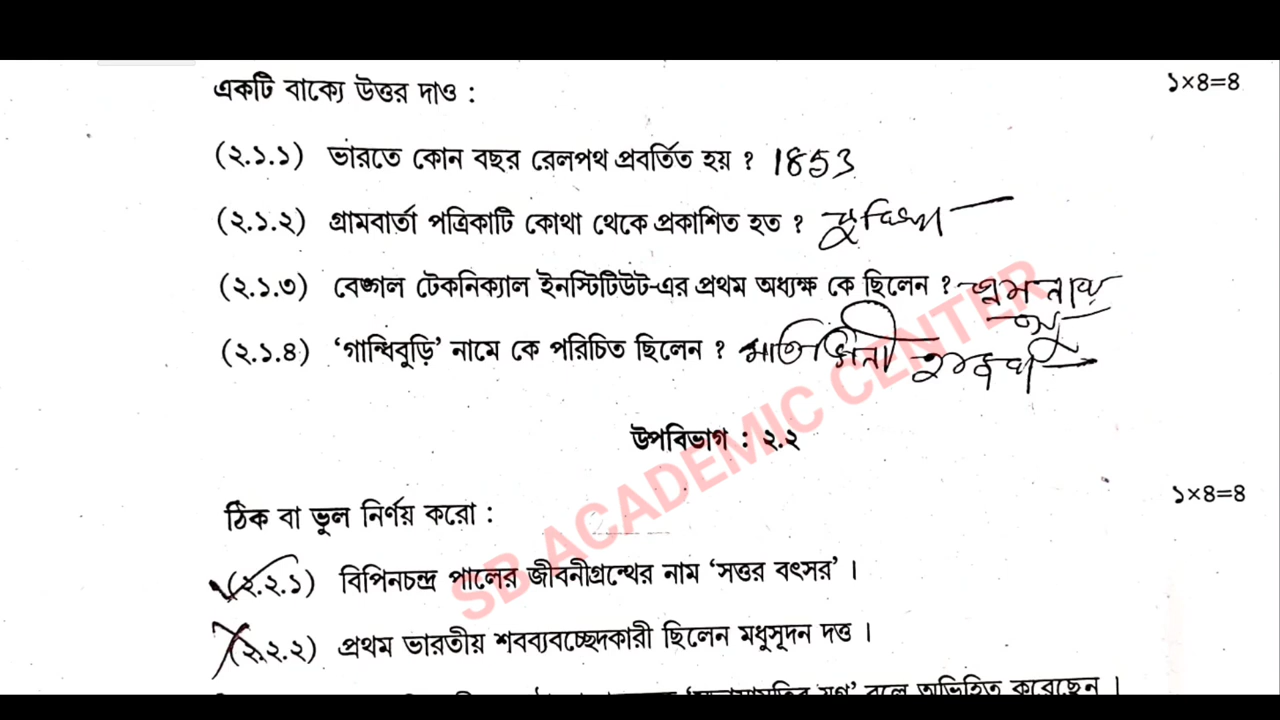 একটি বাক্যে উত্তর দাও : ১×৪=৪
(২.১.১) ভারতে কোন বছর রেলপথ প্রবর্তিত হয় ? 1853
(২.১.২) গ্রামবার্তা পত্রিকাটি কোথা থেকে প্রকাশিত হত ?
(২.১.৩) বেঙ্গাল টেকনিক্যাল ইনস্টিটিউট-এর প্রথম অধ্যক্ষ কে ছিলেন ?
(২.১.৪) 'গান্ধিবুড়ি' নামে কে পরিচিত ছিলেন ?
উপবিভাগ : ২.২
ঠিক বা ভুল নির্ণয় করো : ১×৪=৪
(২.২.১) বিপিনচন্দ্র পালের জীবনীগ্রন্থের নাম 'সত্তর বৎসর' ।
(২.২.২) প্রথম ভারতীয় শবব্যবচ্ছেদকারী ছিলেন মধুসূদন দত্ত ।
বলে অভিহিত করেছেন ।
SB ACADEMIC CENTER